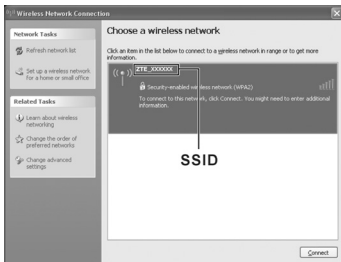 Wireless Network Connection
Network Tasks
Refresh network list
Set up a wireless network
for a home or small office
Related Tasks
Learn about wireless
networking
Change the order of
preferred networks
Change advanced
settings
Choose a wireless network
Click an item in the list below to connect to a wireless network in range or to get more
information.
ZTE_XXXXXX
Security-enabled wireless network (WPA2)
To connect to this network, click Connect. You might need to enter additional
information.
SSID
Connect